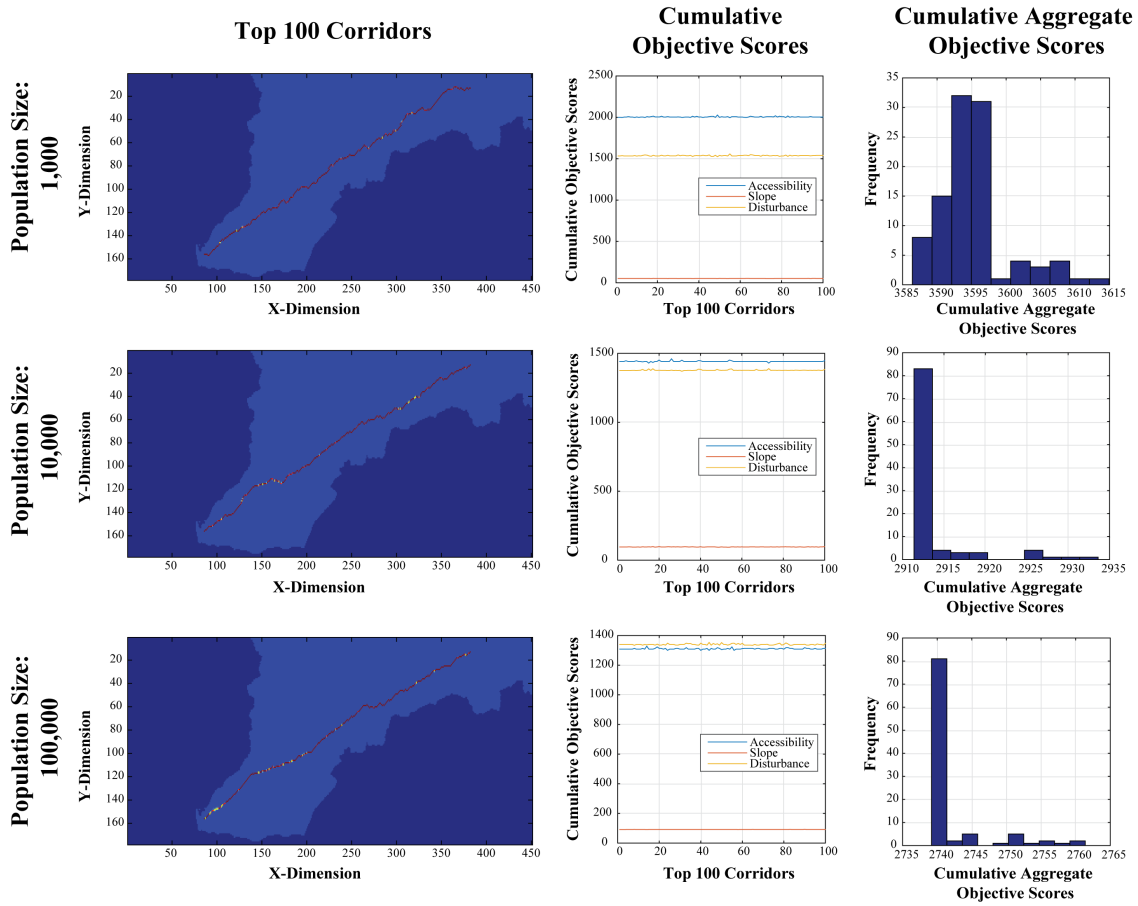 Top 100 Corridors
Cumulative
Objective Scores
Cumulative Aggregate
Objective Scores
Population Size:
1,000
Y-Dimension
20
40
60
80
100
120
140
160
50 100 150 200 250 300 350 400 450
X-Dimension
Cumulative Objective Scores
2500
2000
1500
1000
500
0
Accessibility
Slope
Disturbance
0 20 40 60 80 100
Top 100 Corridors
Frequency
35
30
25
20
15
10
5
0
3585 3590 3595 3600 3605 3610 3615
Cumulative Aggregate
Objective Scores
Population Size:
10,000
Y-Dimension
20
40
60
80
100
120
140
160
50 100 150 200 250 300 350 400 450
X-Dimension
Cumulative Objective Scores
1500
1000
500
0
Accessibility
Slope
Disturbance
0 20 40 60 80 100
Top 100 Corridors
Frequency
90
80
70
60
50
40
30
20
10
0
2910 2915 2920 2925 2930 2935
Cumulative Aggregate
Objective Scores
Population Size:
100,000
Y-Dimension
20
40
60
80
100
120
140
160
50 100 150 200 250 300 350 400 450
X-Dimension
Cumulative Objective Scores
1400
1200
1000
800
600
400
200
0
Accessibility
Slope
Disturbance
0 20 40 60 80 100
Top 100 Corridors
Frequency
90
80
70
60
50
40
30
20
10
0
2735 2740 2745 2750 2755 2760 2765
Cumulative Aggregate
Objective Scores